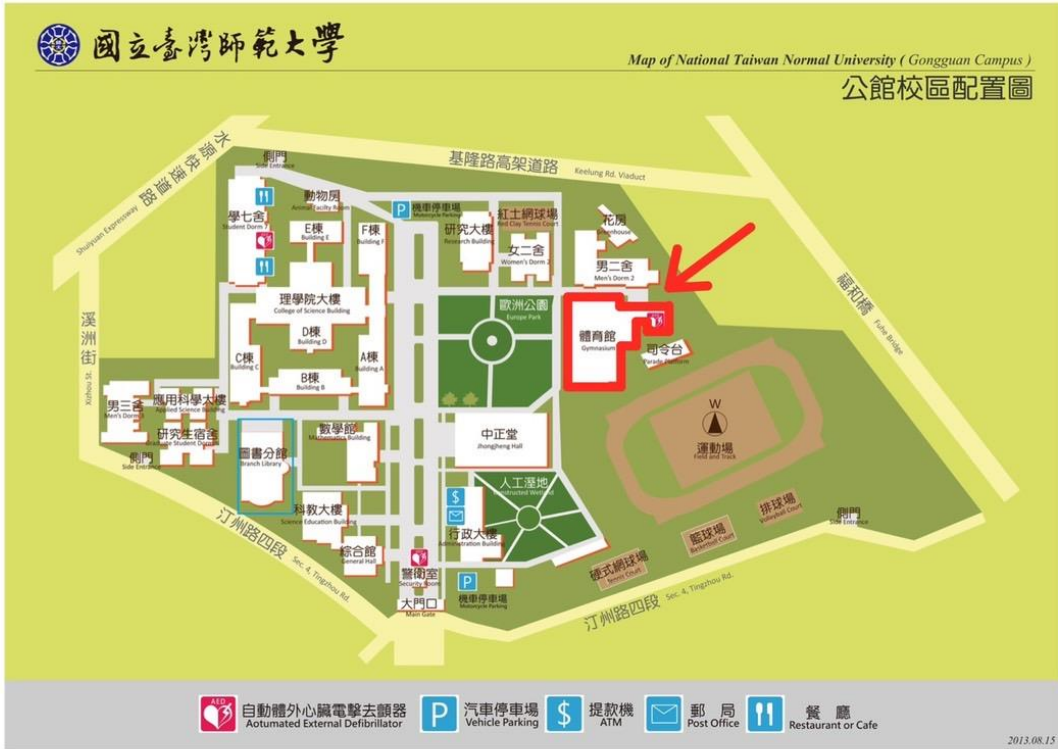 國立臺灣師範大學
Map of National Taiwan Normal University ( Gongguan Campus )
公館校區配置圖
水源快速道路
Shuiyuan Expressway
側門
Side Entrance
基隆路高架道路
Keelung Rd. Viaduct
動物房
Animal Facility Room
P
機車停車場
Motorcycle Parking
紅土網球場
Red Clay Tennis Court
花房
Greenhouse
學七舍
Student Dorm 7
E棟
Building E
F棟
Building F
研究大樓
Research Building
女二舍
Women's Dorm 2
男二舍
Men's Dorm 2
福和橋
Fuhe Bridge
溪洲街
Xizhou St.
理學院大樓
College of Science Building
歐洲公園
Europe Park
體育館
Gymnasium
司令台
Parade Platform
D棟
Building D
C棟
Building C
A棟
Building A
B棟
Building B
男三舍
Men's Dorm 3
應用科學大樓
Applied Science Building
研究生宿舍
Graduate Student Dorms
側門
Side Entrance
圖書分館
Branch Library
數學館
Mathematics Building
中正堂
Jhongjheng Hall
W
運動場
Field and Track
人工溼地
Constructed Wetland
科教大樓
Science Education Building
綜合館
General Hall
$
行政大樓
Administration Building
排球場
Volleyball Court
籃球場
Basketball Court
側門
Side Entrance
硬式網球場
Tennis Court
汀州路四段
Sec. 4, Tingzhou Rd.
警衛室
Security Room
P
機車停車場
Motorcycle Parking
大門口
Main Gate
汀州路四段 Sec. 4, Tingzhou Rd.
AED
自動體外心臟電擊去顫器
Aotumated External Defibrillator
P
汽車停車場
Vehicle Parking
$
提款機
ATM
郵 局
Post Office
餐 廳
Restaurant or Cafe
2013.08.15